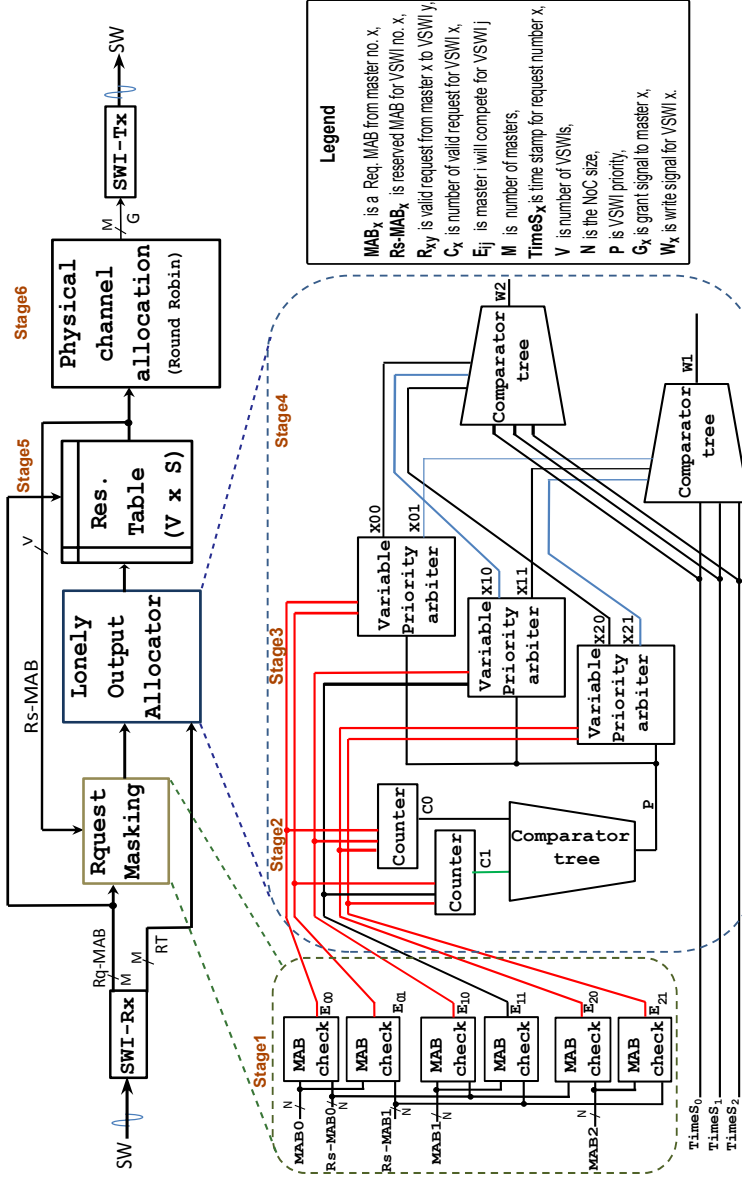 SW
SWI-Rx
Rq-MAB
M
M
RT
Rquest
Masking
Rs-MAB
V
Lonely
Output
Allocator
Stage5
Res.
Table
(V x S)
Stage6
Physical
channel
allocation
(Round Robin)
M
G
SWI-Tx
SW
Stage1
MAB0
N
Rs-MAB0
N
Rs-MAB1
N
MAB1
N
MAB2
N
MAB
check
E00
MAB
check
E01
MAB
check
E10
MAB
check
E11
MAB
check
E20
MAB
check
E21
TimeS0
TimeS1
TimeS2
Stage2
Counter
C0
Counter
C1
Comparator
tree
P
Stage3
Variable
Priority
arbiter
X00
X01
Variable
Priority
arbiter
X10
X11
Variable
Priority
arbiter
X20
X21
Stage4
Comparator
tree
W2
Comparator
tree
W1
Legend
MABx is a Req. MAB from master no. x,
Rs-MABx is reserved MAB for VSWI no. x,
Rxy is valid request from master x to VSWI y,
Cx is number of valid request for VSWI x,
Eij is master i will compete for VSWI j
M is number of masters,
TimeSx is time stamp for request number x,
V is number of VSWIs,
N is the NoC size,
P is VSWI priority,
Gx is grant signal to master x,
Wx is write signal for VSWI x.